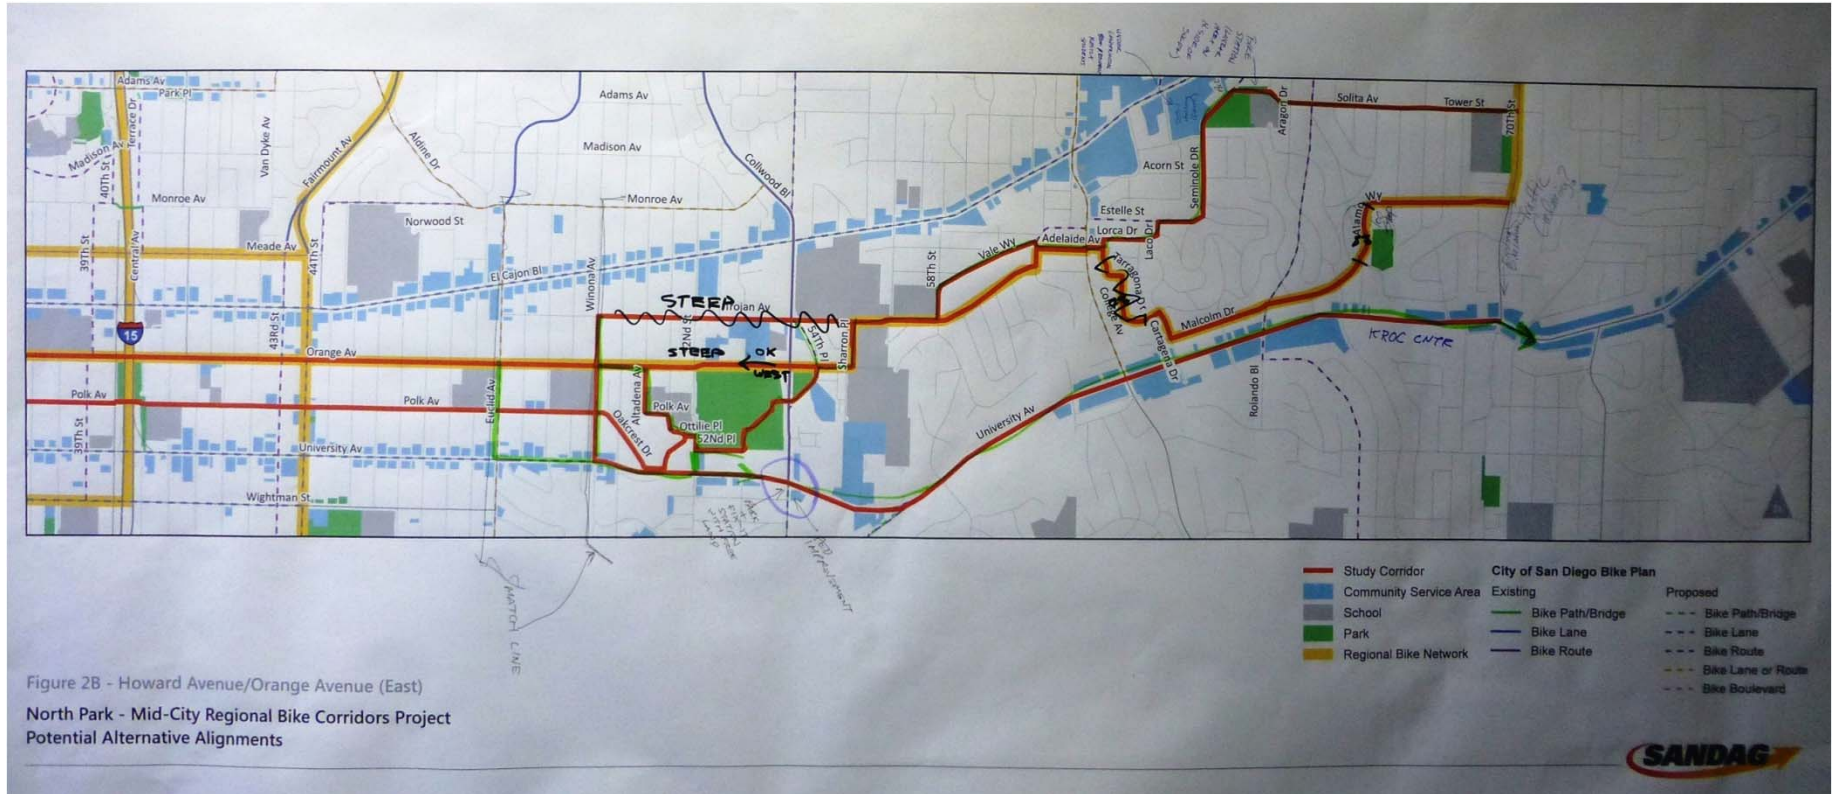 Adams Av
Park Pl
Terrace Dr
Madison Av
40Th St
Monroe Av
Van Dyke Av
Fairmount Av
Aldine Dr
Adams Av
Madison Av
Collwood Bl
Monroe Av
Norwood St
Meade Av
44Th St
39Th St
Central Av
El Cajon Bl
Winona Av
43Rd St
15
Orange Av
STEEP
Trojan Av
STEEP
OK
WEST
54Th Pl
Sharron Pl
58Th St
Vale Wy
Adelaide Av
Estelle St
Lorca Dr
Laco Dr
Acorn St
Seminole DR
Aragon Dr
Solita Av
Tower St
70Th St
Alamo
Wy
Tarragona Dr
College Av
Cartagena Dr
Malcolm Dr
Rolando Bl
KROC CNTR
Polk Av
Polk Av
Euclid Av
Altadena Av
Polk Av
Ottilie Pl
52Nd Pl
Oakcrest Dr
39Th St
University Av
University Av
Wightman St
MATCH LINE
PED
IMPROVEMENT
Study Corridor
Community Service Area
School
Park
Regional Bike Network
City of San Diego Bike Plan
Existing
Bike Path/Bridge
Bike Lane
Bike Route
Proposed
Bike Path/Bridge
Bike Lane
Bike Route
Bike Lane or Route
Bike Boulevard
Figure 2B - Howard Avenue/Orange Avenue (East)
North Park - Mid-City Regional Bike Corridors Project
Potential Alternative Alignments
SANDAG